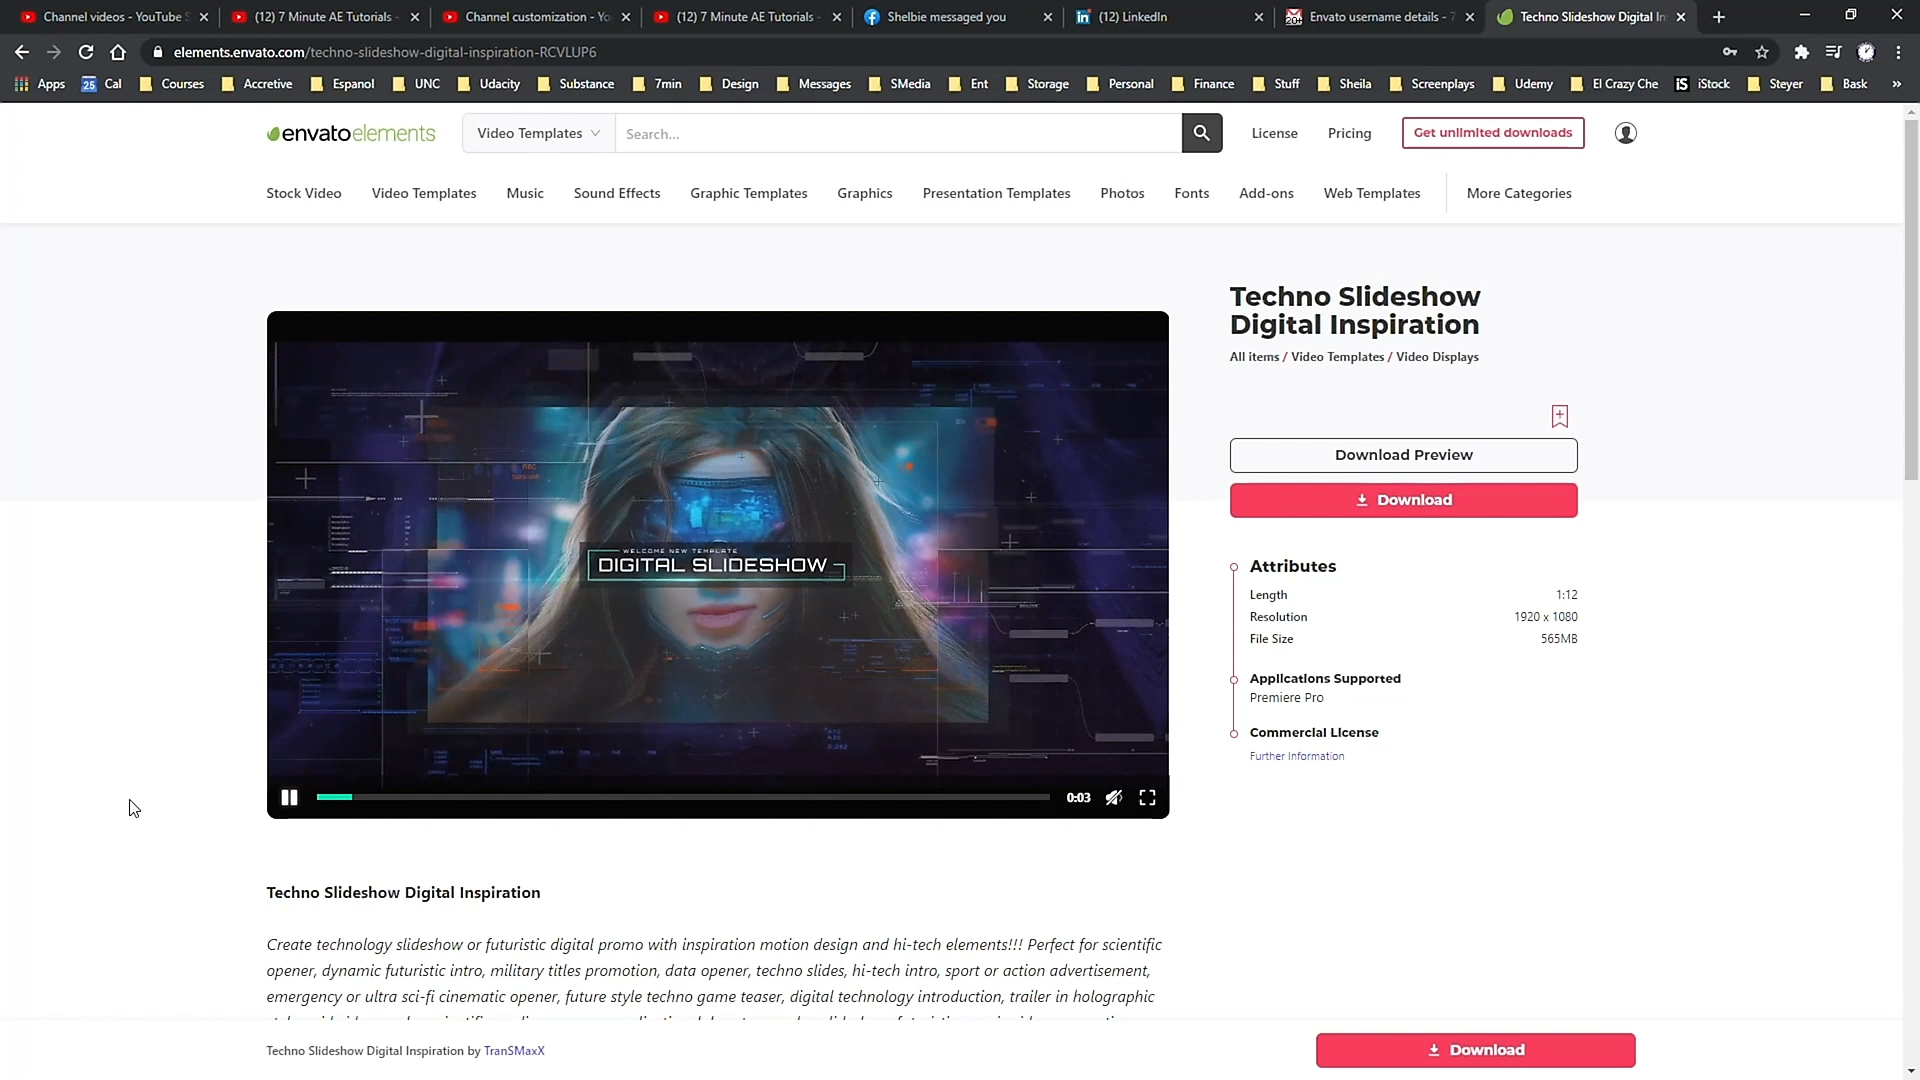 Channel videos - YouTube S
(12) 7 Minute AE Tutorials -
Channel customization - Yo
(12) 7 Minute AE Tutorials -
Shelbie messaged you
(12) LinkedIn
Envato username details - 7
Techno Slideshow Digital In
elements.envato.com/techno-slideshow-digital-inspiration-RCVLUP6
Apps
25 Cal
Courses
Accretive
Espanol
UNC
Udacity
Substance
7min
Design
Messages
SMedia
Ent
Storage
Personal
Finance
Stuff
Sheila
Screenplays
Udemy
El Crazy Che
iS iStock
Steyer
Bask
»
envatoelements
Video Templates
Search...
License
Pricing
Get unlimited downloads
Stock Video
Video Templates
Music
Sound Effects
Graphic Templates
Graphics
Presentation Templates
Photos
Fonts
Add-ons
Web Templates
More Categories
Techno Slideshow
Digital Inspiration
All items / Video Templates / Video Displays
WELCOME NEW TEMPLATE
DIGITAL SLIDESHOW
0:03
Download Preview
Download
Attributes
Length 1:12
Resolution 1920 x 1080
File Size 565MB
Applications Supported
Premiere Pro
Commercial License
Further Information
Techno Slideshow Digital Inspiration
Create technology slideshow or futuristic digital promo with inspiration motion design and hi-tech elements!!! Perfect for scientific
opener, dynamic futuristic intro, military titles promotion, data opener, techno slides, hi-tech intro, sport or action advertisement,
emergency or ultra sci-fi cinematic opener, future style techno game teaser, digital technology introduction, trailer in holographic
Techno Slideshow Digital Inspiration by TranSMaxX
Download